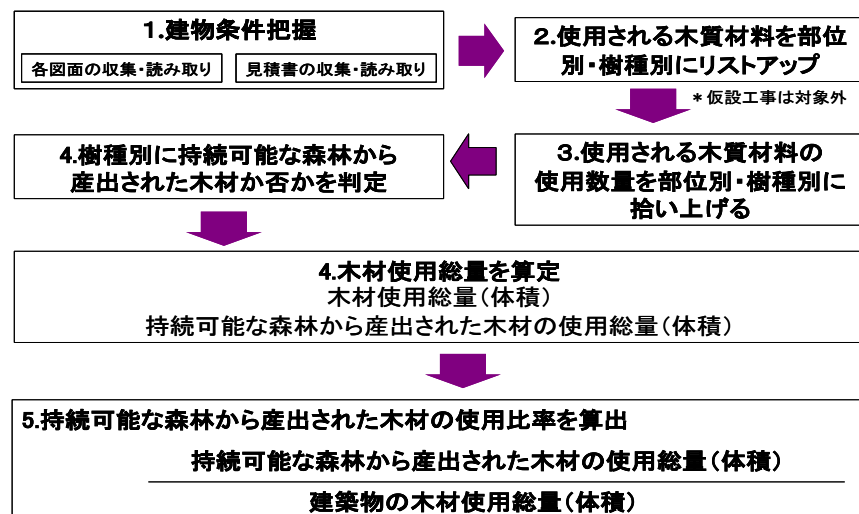 1.建物条件把握
各図面の収集・読み取り
見積書の収集・読み取り
2.使用される木質材料を部位
別・樹種別にリストアップ
＊仮設工事は対象外
3.使用される木質材料の
使用数量を部位別・樹種別に
拾い上げる
4.樹種別に持続可能な森林から
産出された木材か否かを判定
4.木材使用総量を算定
木材使用総量（体積）
持続可能な森林から産出された木材の使用総量（体積）
5.持続可能な森林から産出された木材の使用比率を算出
持続可能な森林から産出された木材の使用総量（体積）
建築物の木材使用総量（体積）